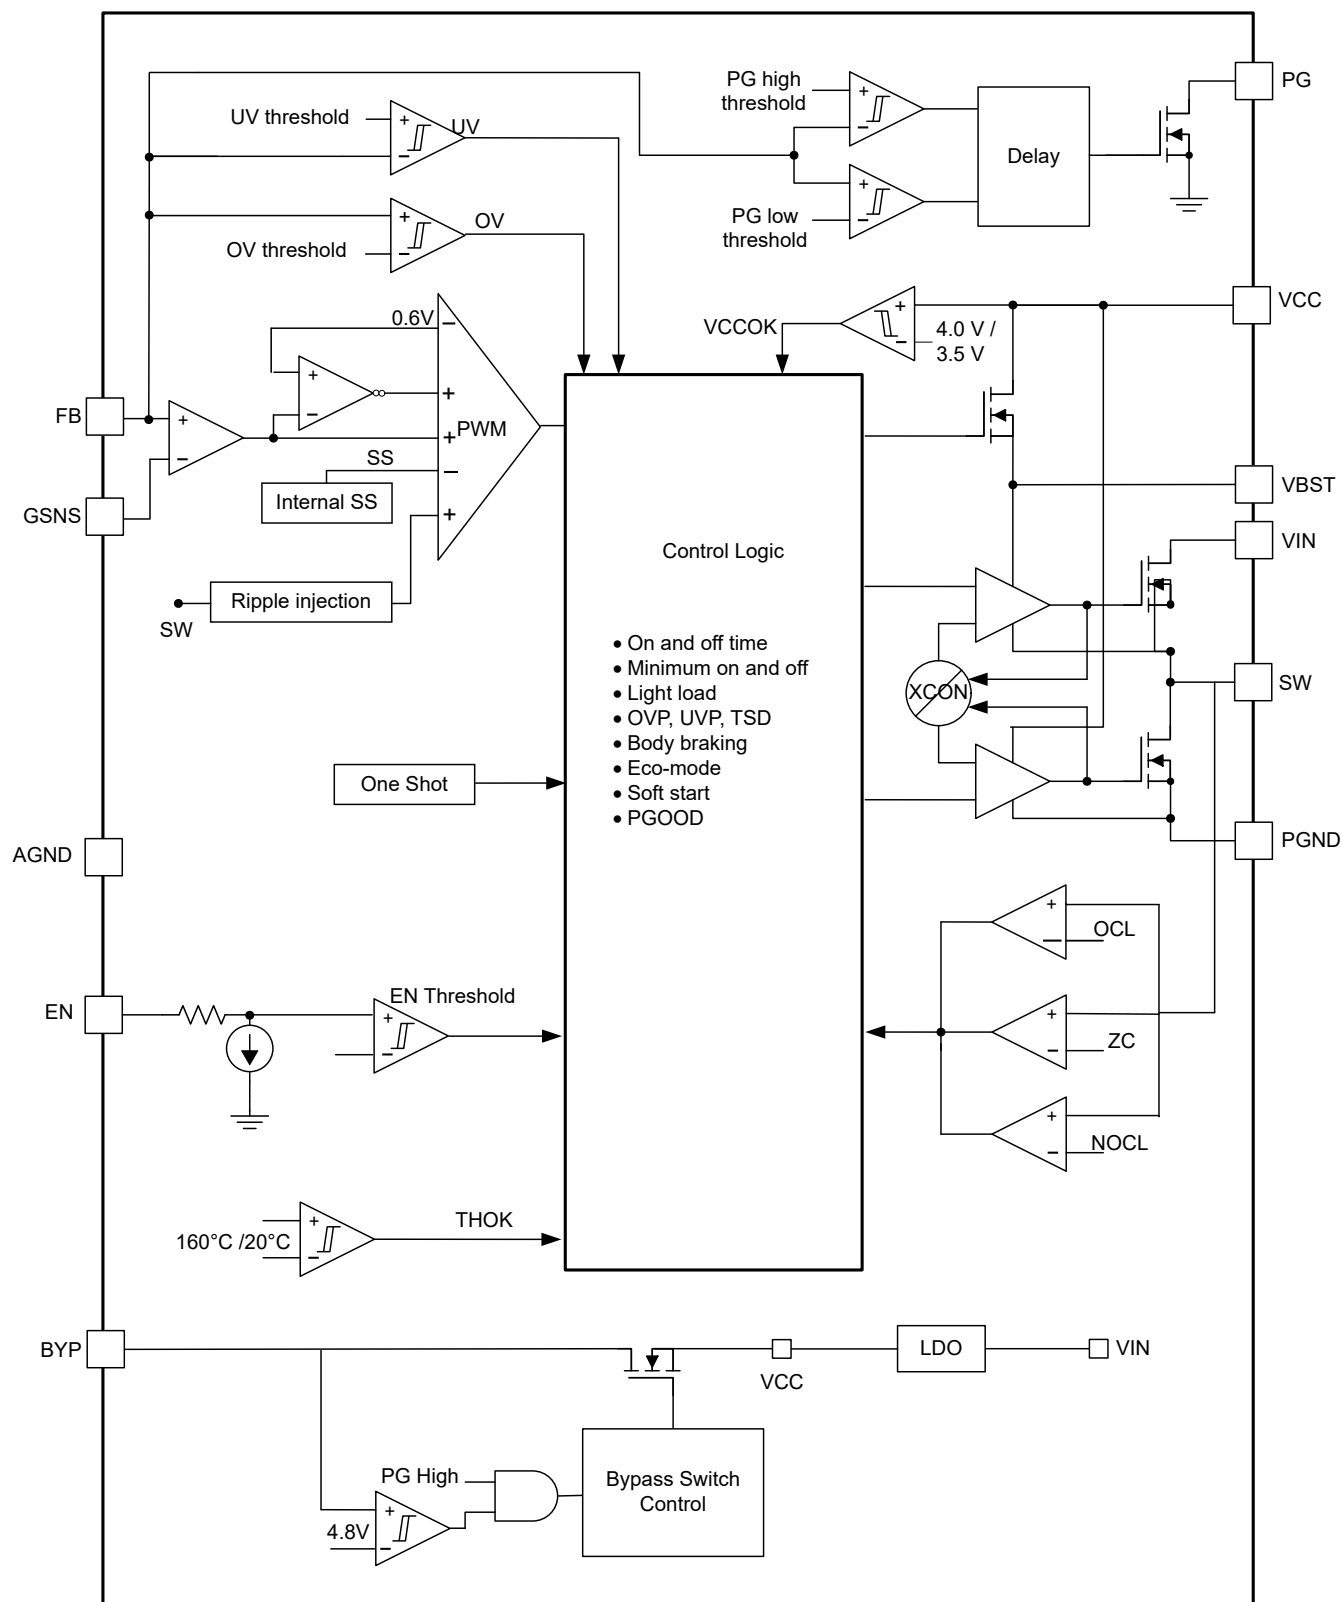 PG high
threshold
PG
UV threshold
+
UV
−
+
−
Delay
+
−
PG low
threshold
+
OV
−
OV threshold
VCC
0.6V
−
VCCOK
+
−
4.0 V /
3.5 V
+
−
+
FB
+
−
+
PWM
SS
−
Internal SS
+
GSNS
VBST
VIN
Control Logic
Ripple injection
SW
• On and off time
• Minimum on and off
• Light load
• OVP, UVP, TSD
• Body braking
• Eco-mode
• Soft start
• PGOOD
XCON
SW
One Shot
AGND
PGND
+
−
OCL
EN
EN Threshold
+
−
+
−
ZC
+
−
NOCL
+
−
160°C /20°C
THOK
BYP
VCC
LDO
VIN
PG High
Bypass Switch
Control
+
−
4.8V